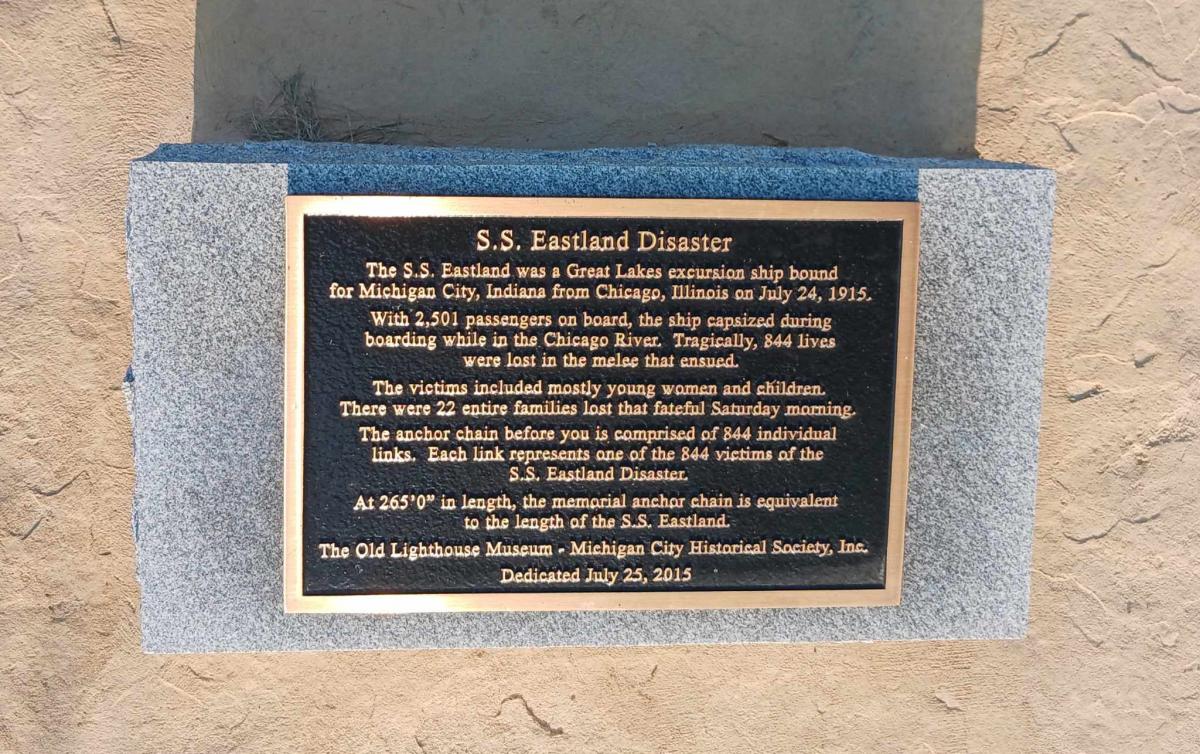 S.S. Eastland Disaster
The S.S. Eastland was a Great Lakes excursion ship bound
for Michigan City, Indiana from Chicago, Illinois on July 24, 1915.
With 2,501 passengers on board, the ship capsized during
boarding while in the Chicago River. Tragically, 844 lives
were lost in the melee that ensued.
The victims included mostly young women and children.
There were 22 entire families lost that fateful Saturday morning.
The anchor chain before you is comprised of 844 individual
links. Each link represents one of the 844 victims of the
S.S. Eastland Disaster.
At 265'0" in length, the memorial anchor chain is equivalent
to the length of the S.S. Eastland.
The Old Lighthouse Museum - Michigan City Historical Society, Inc.
Dedicated July 25, 2015